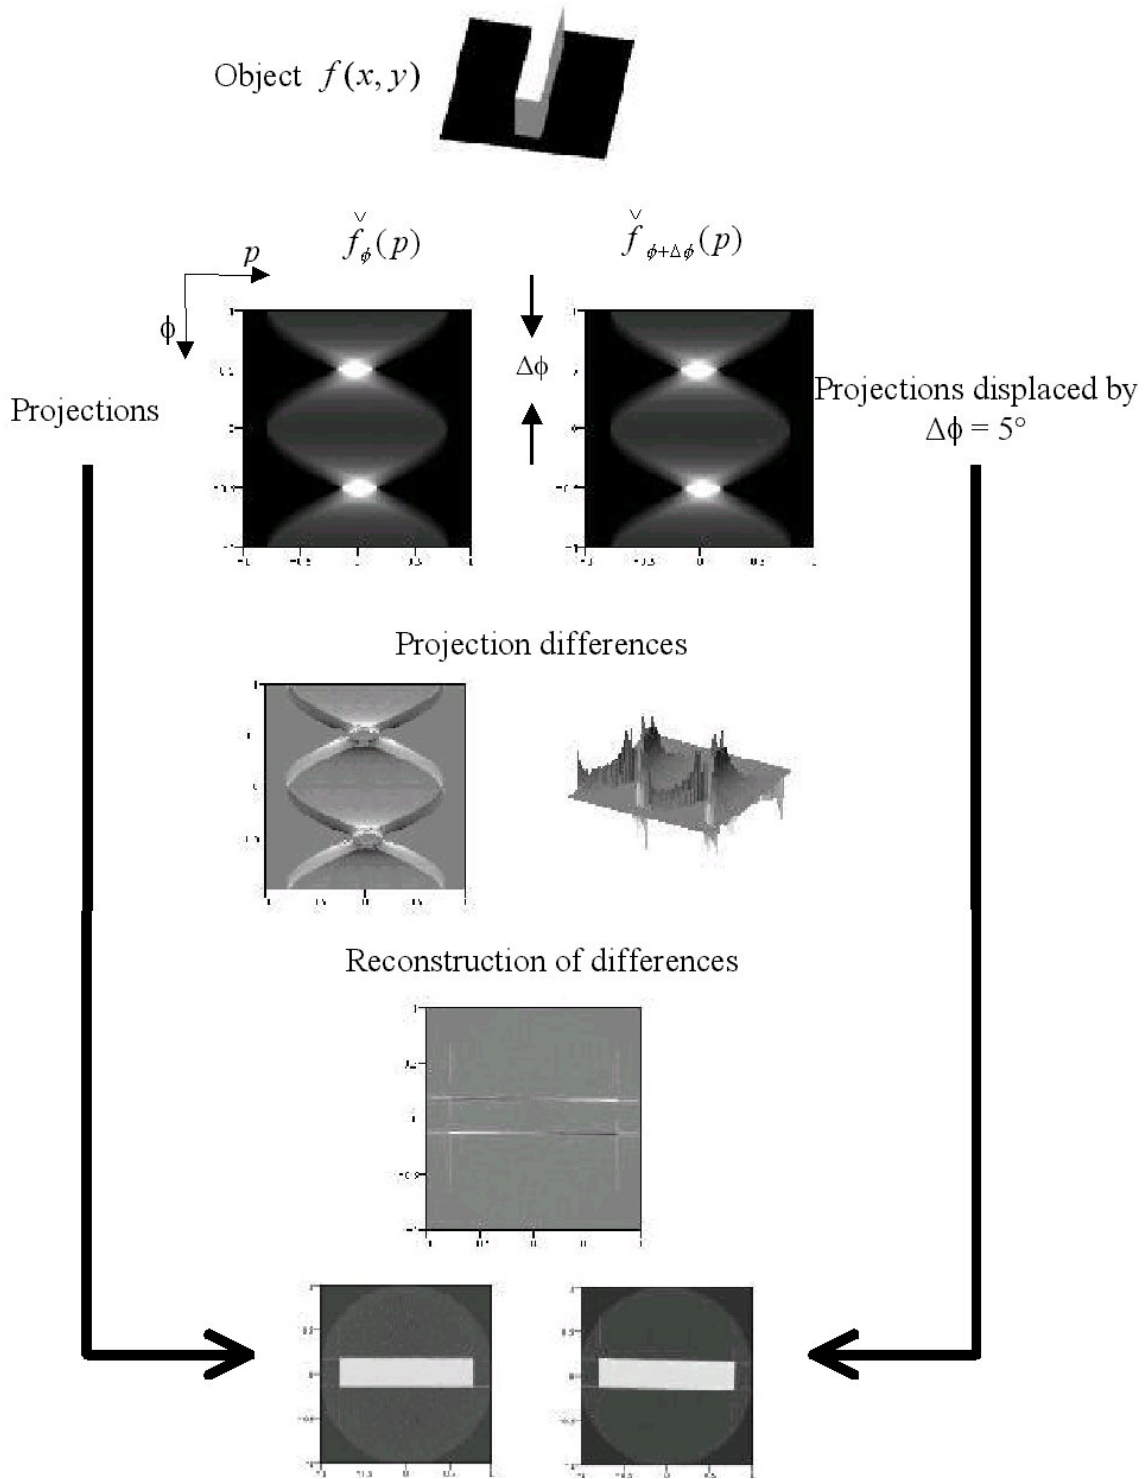 Object f(x, y)
p
ϕ
f̌ϕ(p)
f̌ϕ+Δϕ(p)
Δϕ
Projections
Projections displaced by
Δϕ = 5°
Projection differences
Reconstruction of differences